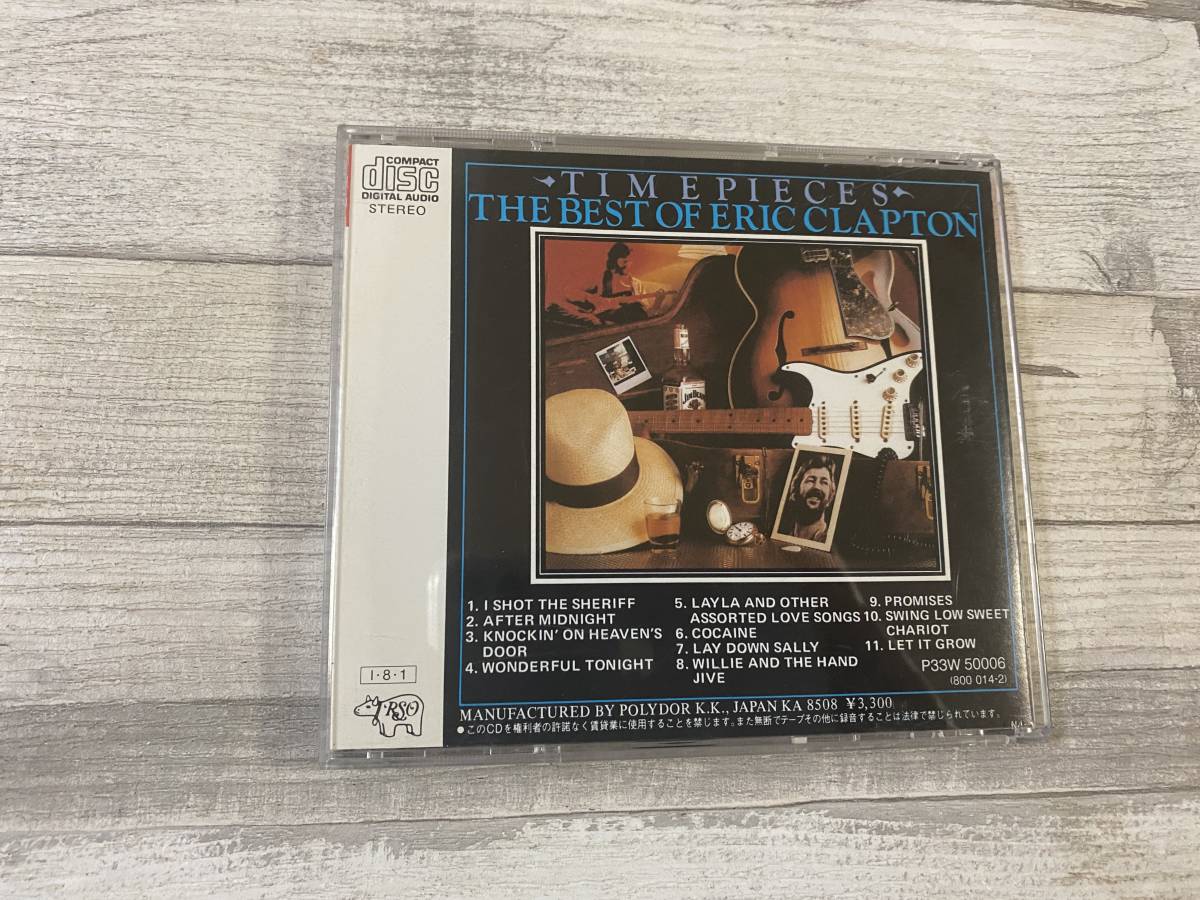 COMPACT
disc
DIGITAL AUDIO
STEREO
TIMEPIECES
THE BEST OF ERIC CLAPTON
JIM BEAM
1. I SHOT THE SHERIFF
2. AFTER MIDNIGHT
3. KNOCKIN' ON HEAVEN'S
DOOR
4. WONDERFUL TONIGHT
5. LAYLA AND OTHER
ASSORTED LOVE SONGS
6. COCAINE
7. LAY DOWN SALLY
8. WILLIE AND THE HAND
JIVE
9. PROMISES
10. SWING LOW SWEET
CHARIOT
11. LET IT GROW
P33W 50006
(800 014-2)
I・8・1
RSO
MANUFACTURED BY POLYDOR K.K., JAPAN KA 8508 ¥3,300
●このCDを権利者の許諾なく賃貸業に使用することを禁じます。また無断でテープその他に録音することは法律で禁じられています。